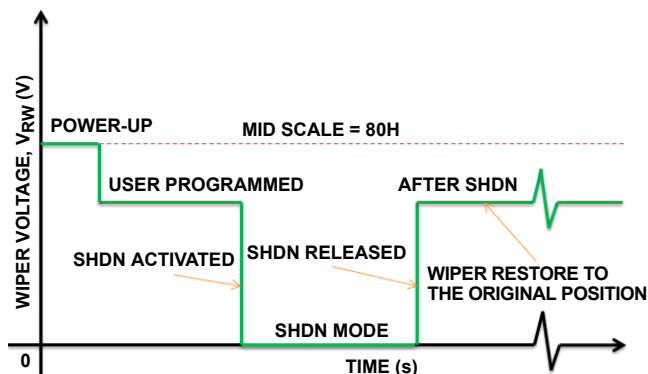 WIPER VOLTAGE, VRW (V)
POWER-UP
MID SCALE = 80H
USER PROGRAMMED
AFTER SHDN
SHDN ACTIVATED
SHDN RELEASED
WIPER RESTORE TO
THE ORIGINAL POSITION
SHDN MODE
0
TIME (s)